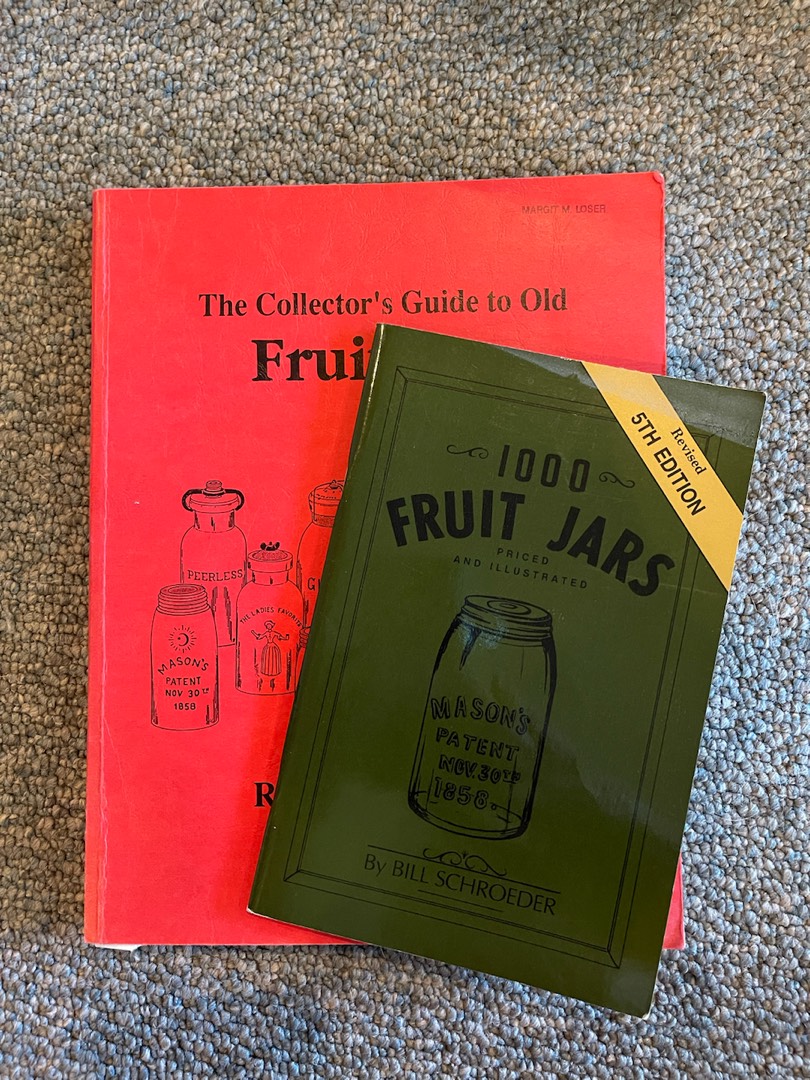 MARGIT M. LOSER
The Collector's Guide to Old
Frui
PEERLESS
G
THE LADIES FAVORITE
MASON'S
PATENT
NOV 30TH
1858
R
Revised
5TH EDITION
1000
FRUIT JARS
PRICED
AND ILLUSTRATED
MASON'S
PATENT
NOV. 30TH
1858.
By BILL SCHROEDER